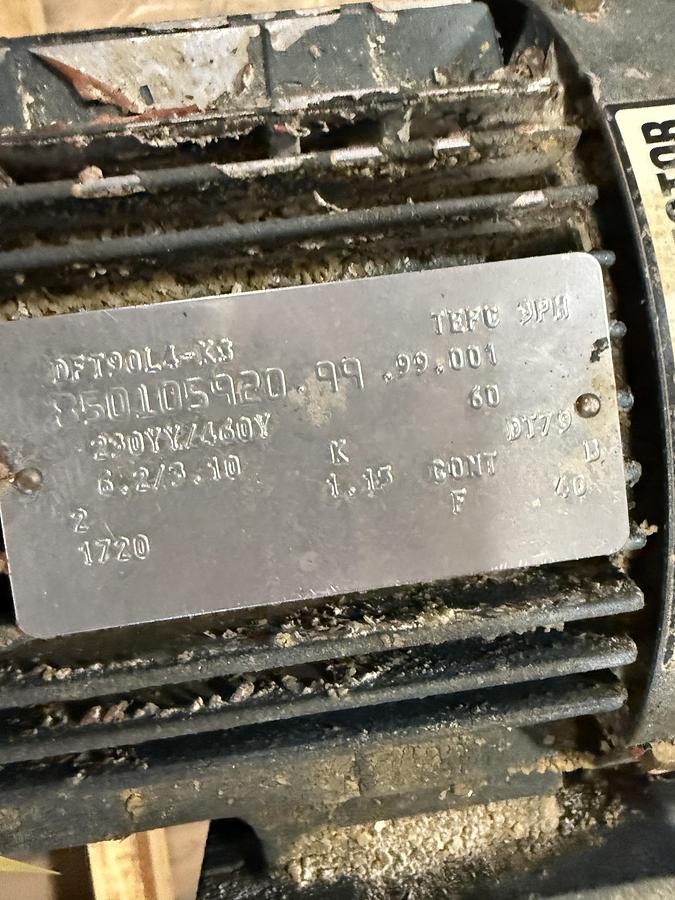 TEFC 3PH
DFT90L4-KS
850105920.99 .99.001
230YY/460Y 60
6.2/3.10 K DT79
1.15 CONT B
2 F 40
1720